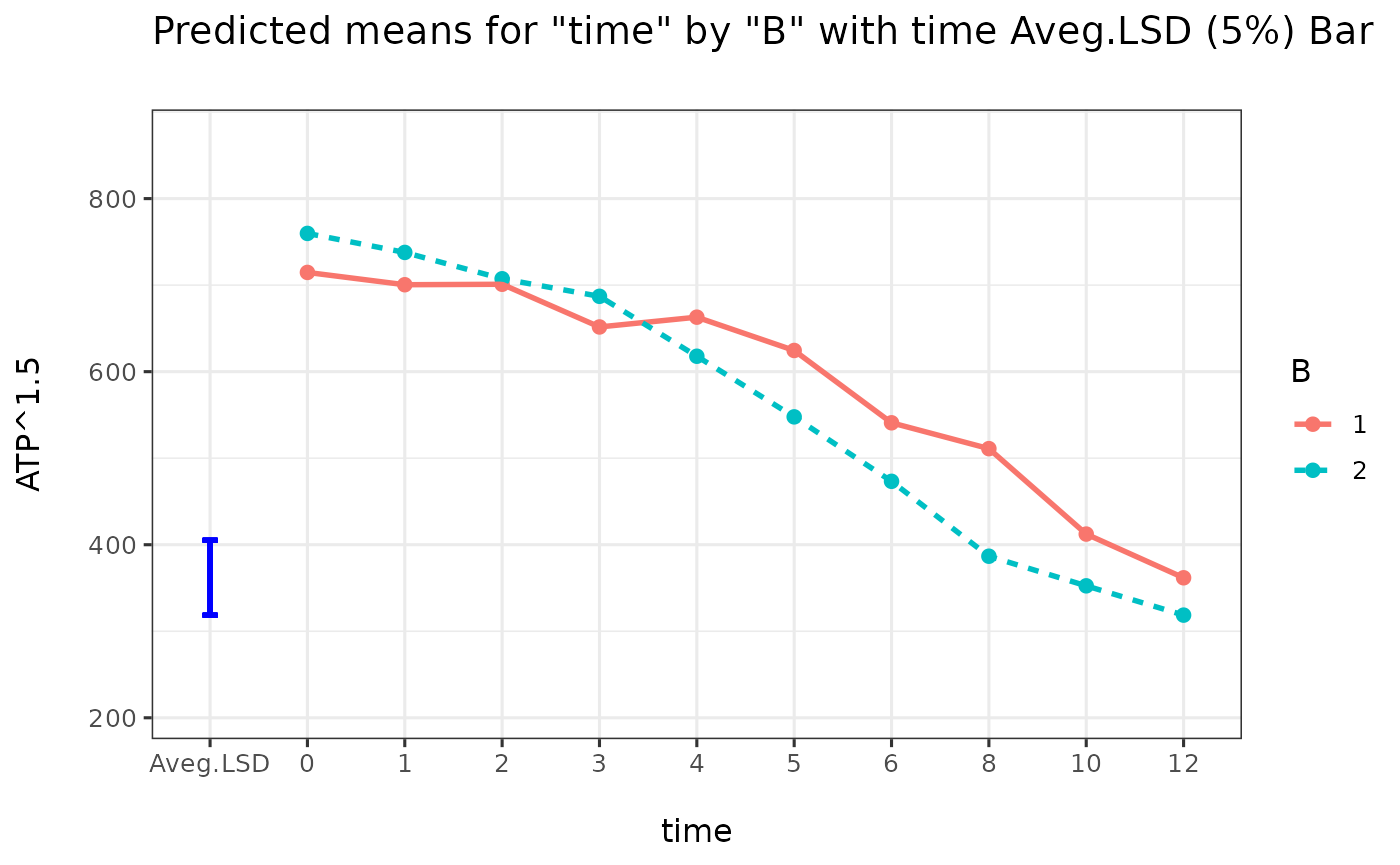 Predicted means for "time" by "B" with time Aveg.LSD (5%) Bar
ATP^1.5
800
600
400
200
Aveg.LSD 0 1 2 3 4 5 6 8 10 12
time
B
1
2